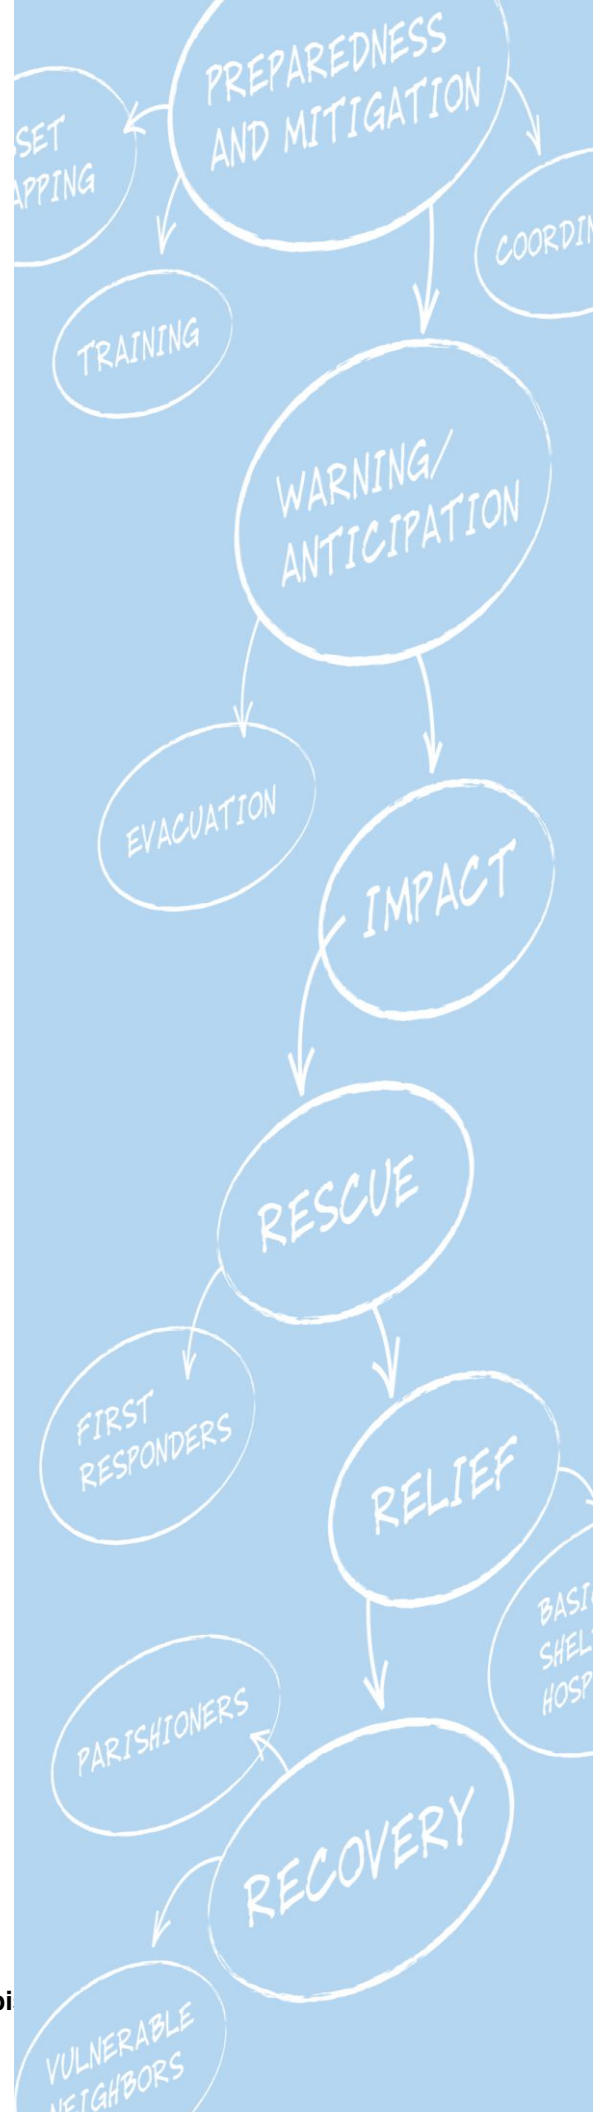 PREPAREDNESS
AND MITIGATION
SET
APPING
COORDIN
TRAINING
WARNING/
ANTICIPATION
EVACUATION
IMPACT
RESCUE
FIRST
RESPONDERS
RELIEF
BASI
SHEL
HOSP
PARISHIONERS
RECOVERY
VULNERABLE
NEIGHBORS